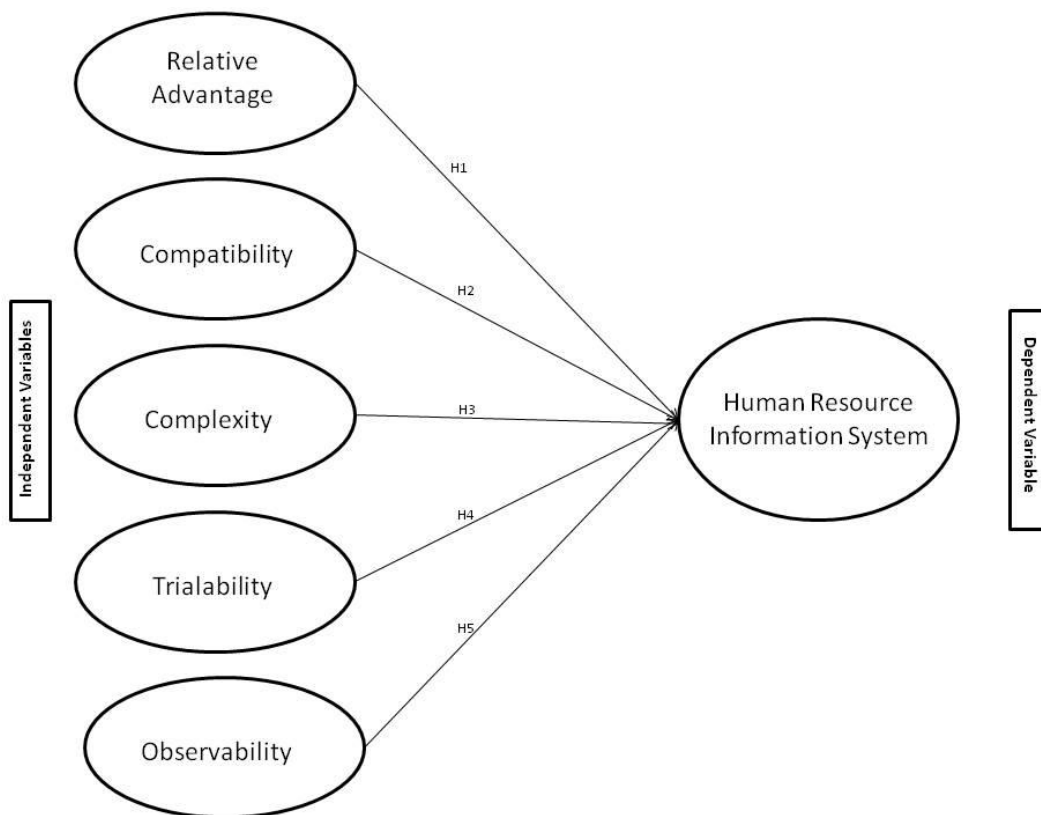 Relative
Advantage
H1
Compatibility
H2
Independent Variables
Complexity
H3
Human Resource
Information System
Dependent Variable
H4
Trialability
H5
Observability